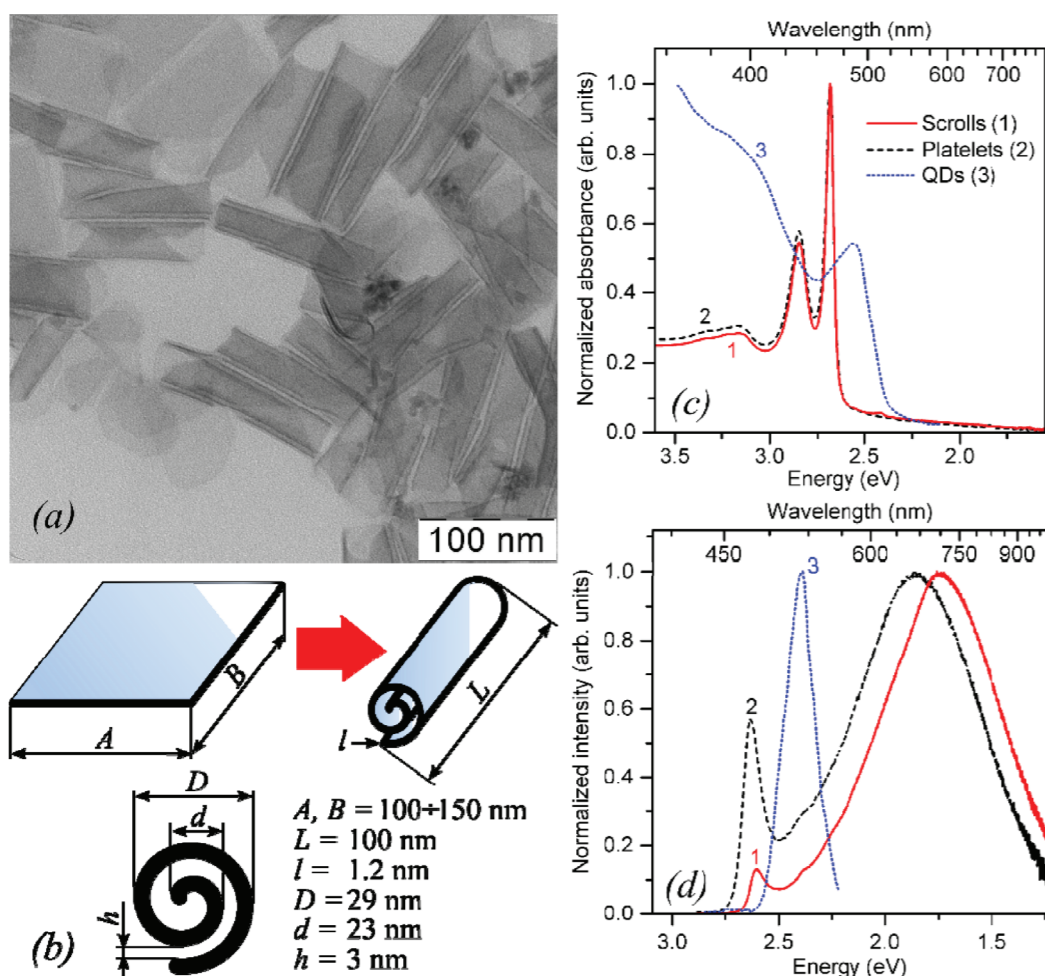 (a)
100 nm
A
B
L
l
D
d
h
A, B = 100÷150 nm
L = 100 nm
l = 1,2 nm
D = 29 nm
d = 23 nm
h = 3 nm
(b)
Wavelength (nm)
400 500 600 700
Normalized absorbance (arb. units)
1.0
0.8
0.6
0.4
0.2
0.0
Scrolls (1)
Platelets (2)
QDs (3)
3
2
1
(c)
3.5 3.0 2.5 2.0
Energy (eV)
Wavelength (nm)
450 600 750 900
Normalized intensity (arb. units)
1.0
0.8
0.6
0.4
0.2
0.0
3
2
1
(d)
3.0 2.5 2.0 1.5
Energy (eV)